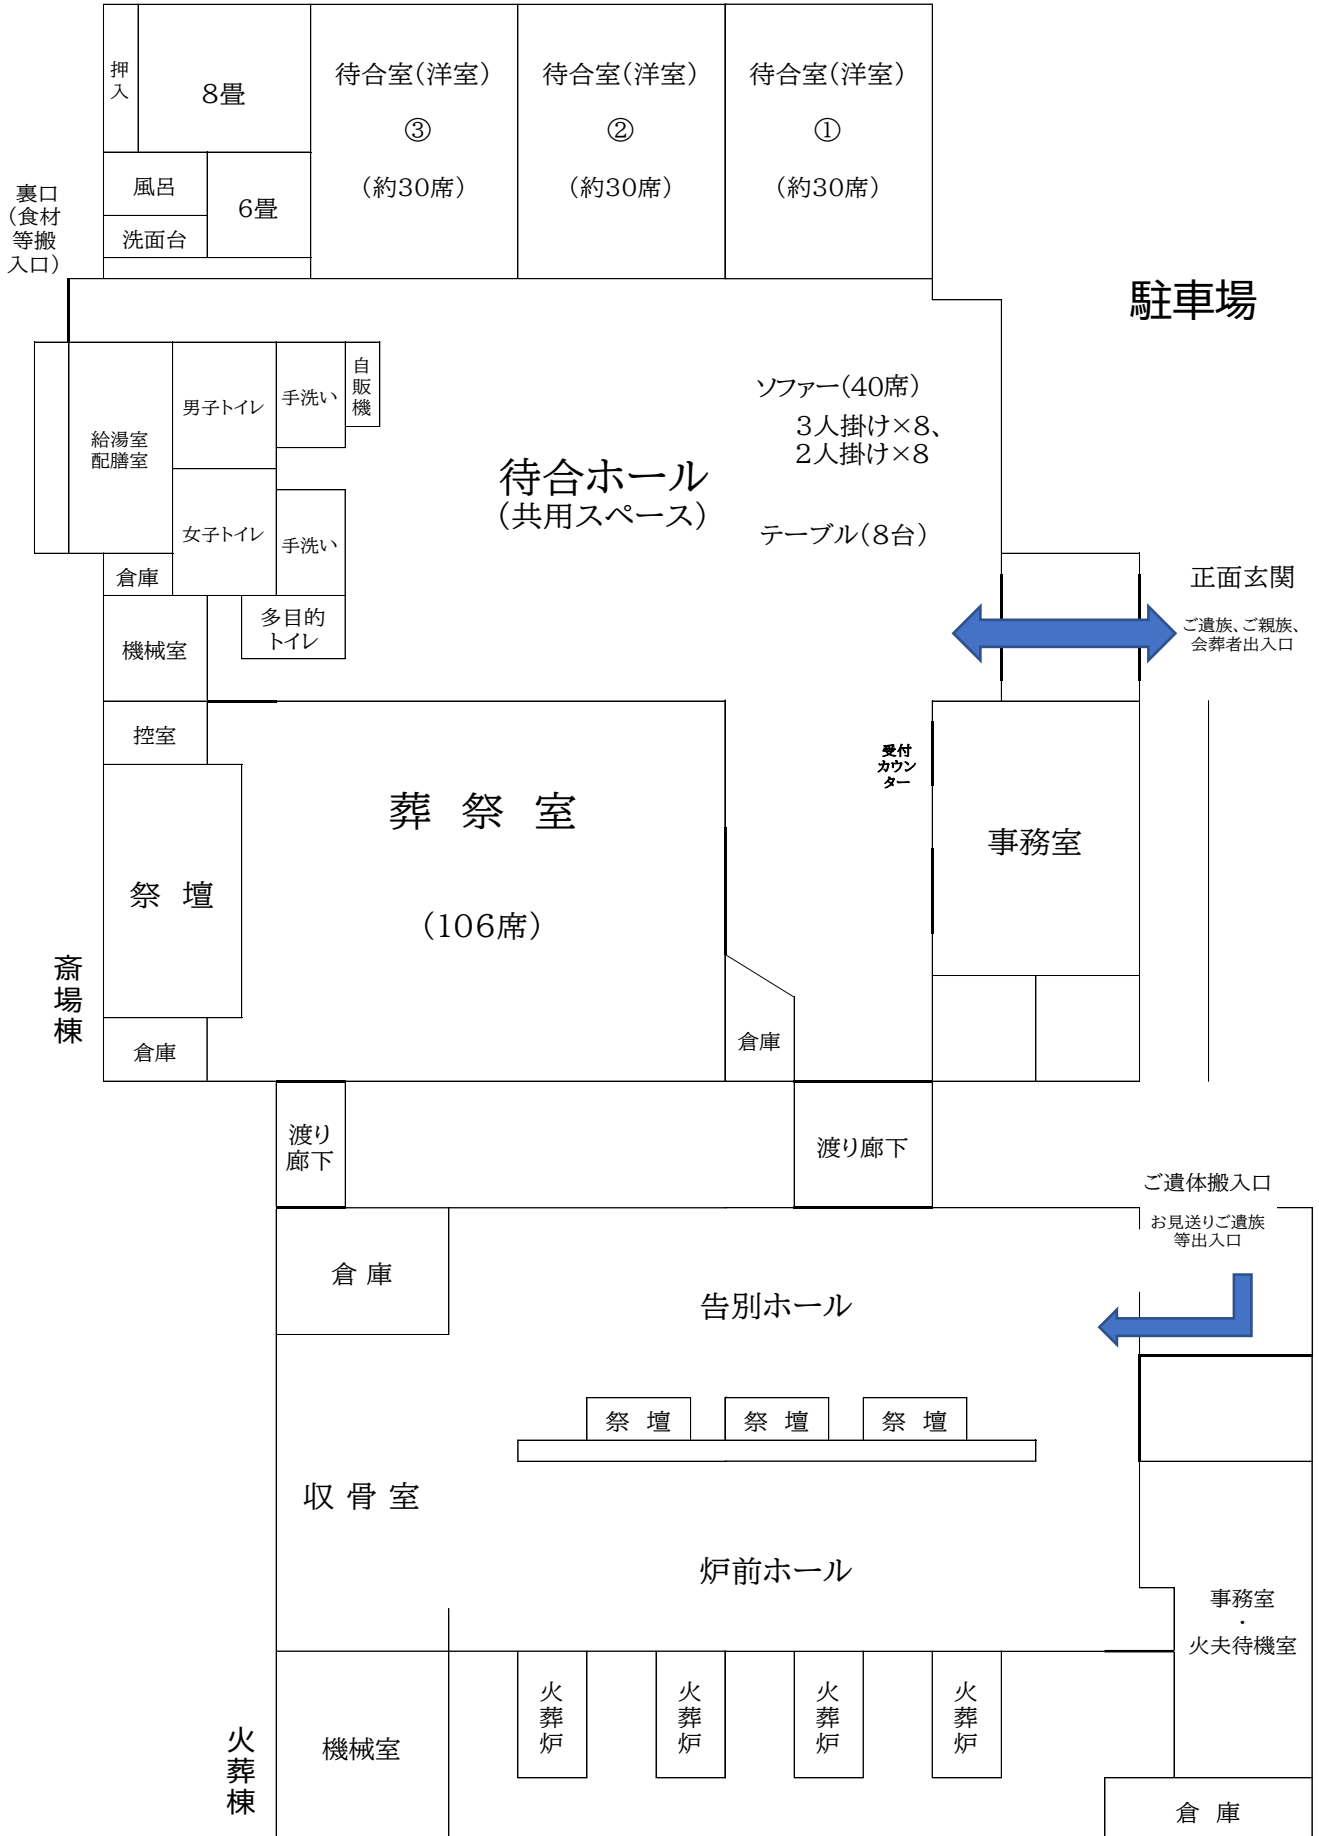 押
入
8畳
待合室(洋室)
③
(約30席)
待合室(洋室)
②
(約30席)
待合室(洋室)
①
(約30席)
風呂
6畳
洗面台
裏口
(食材
等搬
入口)
駐車場
給湯室
配膳室
男子トイレ
手洗い
自
販
機
女子トイレ
手洗い
ソファー(40席)
3人掛け×8、
2人掛け×8
待合ホール
(共用スペース)
テーブル(8台)
倉庫
多目的
トイレ
機械室
正面玄関
ご遺族、ご親族、
会葬者出入口
控室
葬 祭 室
(106席)
受付
カウン
ター
事務室
祭 壇
斎
場
棟
倉庫
倉庫
渡り
廊下
渡り廊下
ご遺体搬入口
お見送りご遺族
等出入口
倉 庫
告別ホール
祭 壇
祭 壇
祭 壇
収 骨 室
炉前ホール
事務室
・
火夫待機室
火
葬
炉
火
葬
炉
火
葬
炉
火
葬
炉
機械室
火
葬
棟
倉 庫